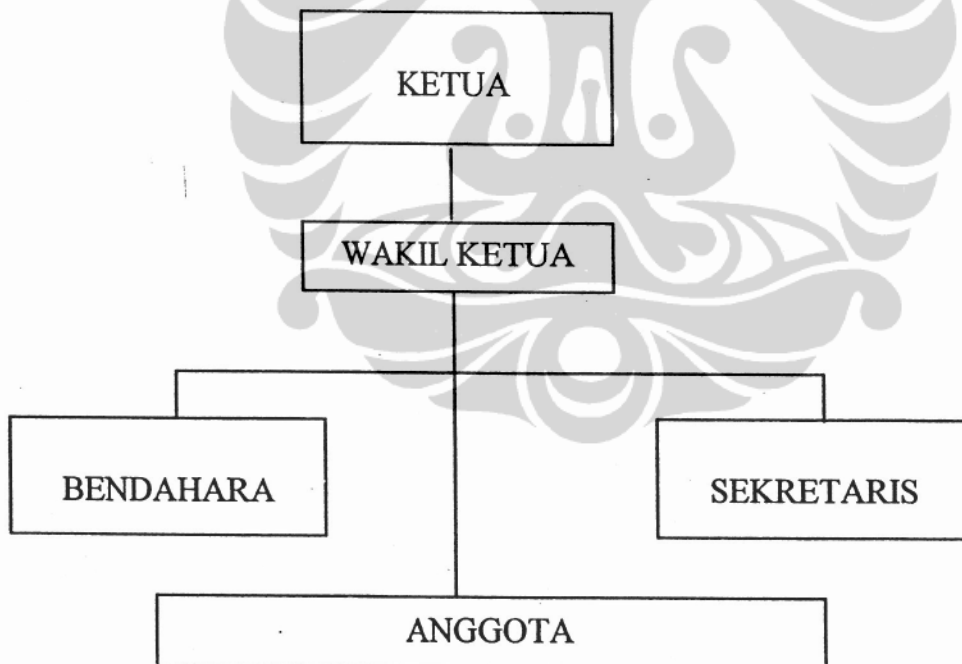 KETUA
WAKIL KETUA
BENDAHARA
SEKRETARIS
ANGGOTA